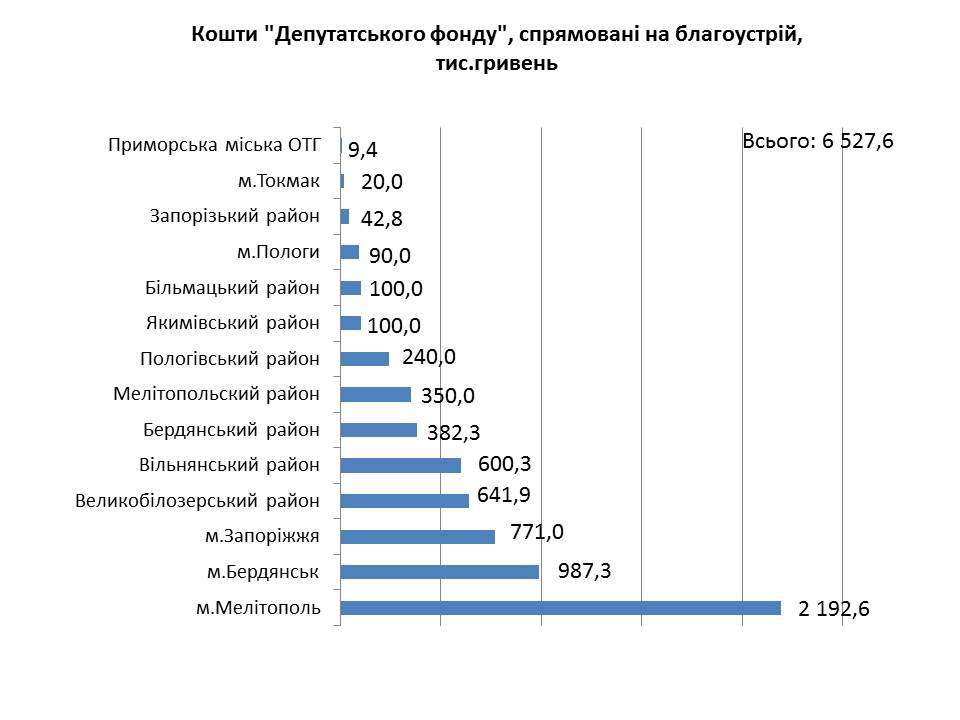 Кошти "Депутатського фонду", спрямовані на благоустрій,
тис.гривень
Всього: 6 527,6
Приморська міська ОТГ 9,4
м.Токмак 20,0
Запорізький район 42,8
м.Пологи 90,0
Більмацький район 100,0
Якимівський район 100,0
Пологівський район 240,0
Мелітопольский район 350,0
Бердянський район 382,3
Вільнянський район 600,3
Великобілозерський район 641,9
м.Запоріжжя 771,0
м.Бердянськ 987,3
м.Мелітополь 2 192,6